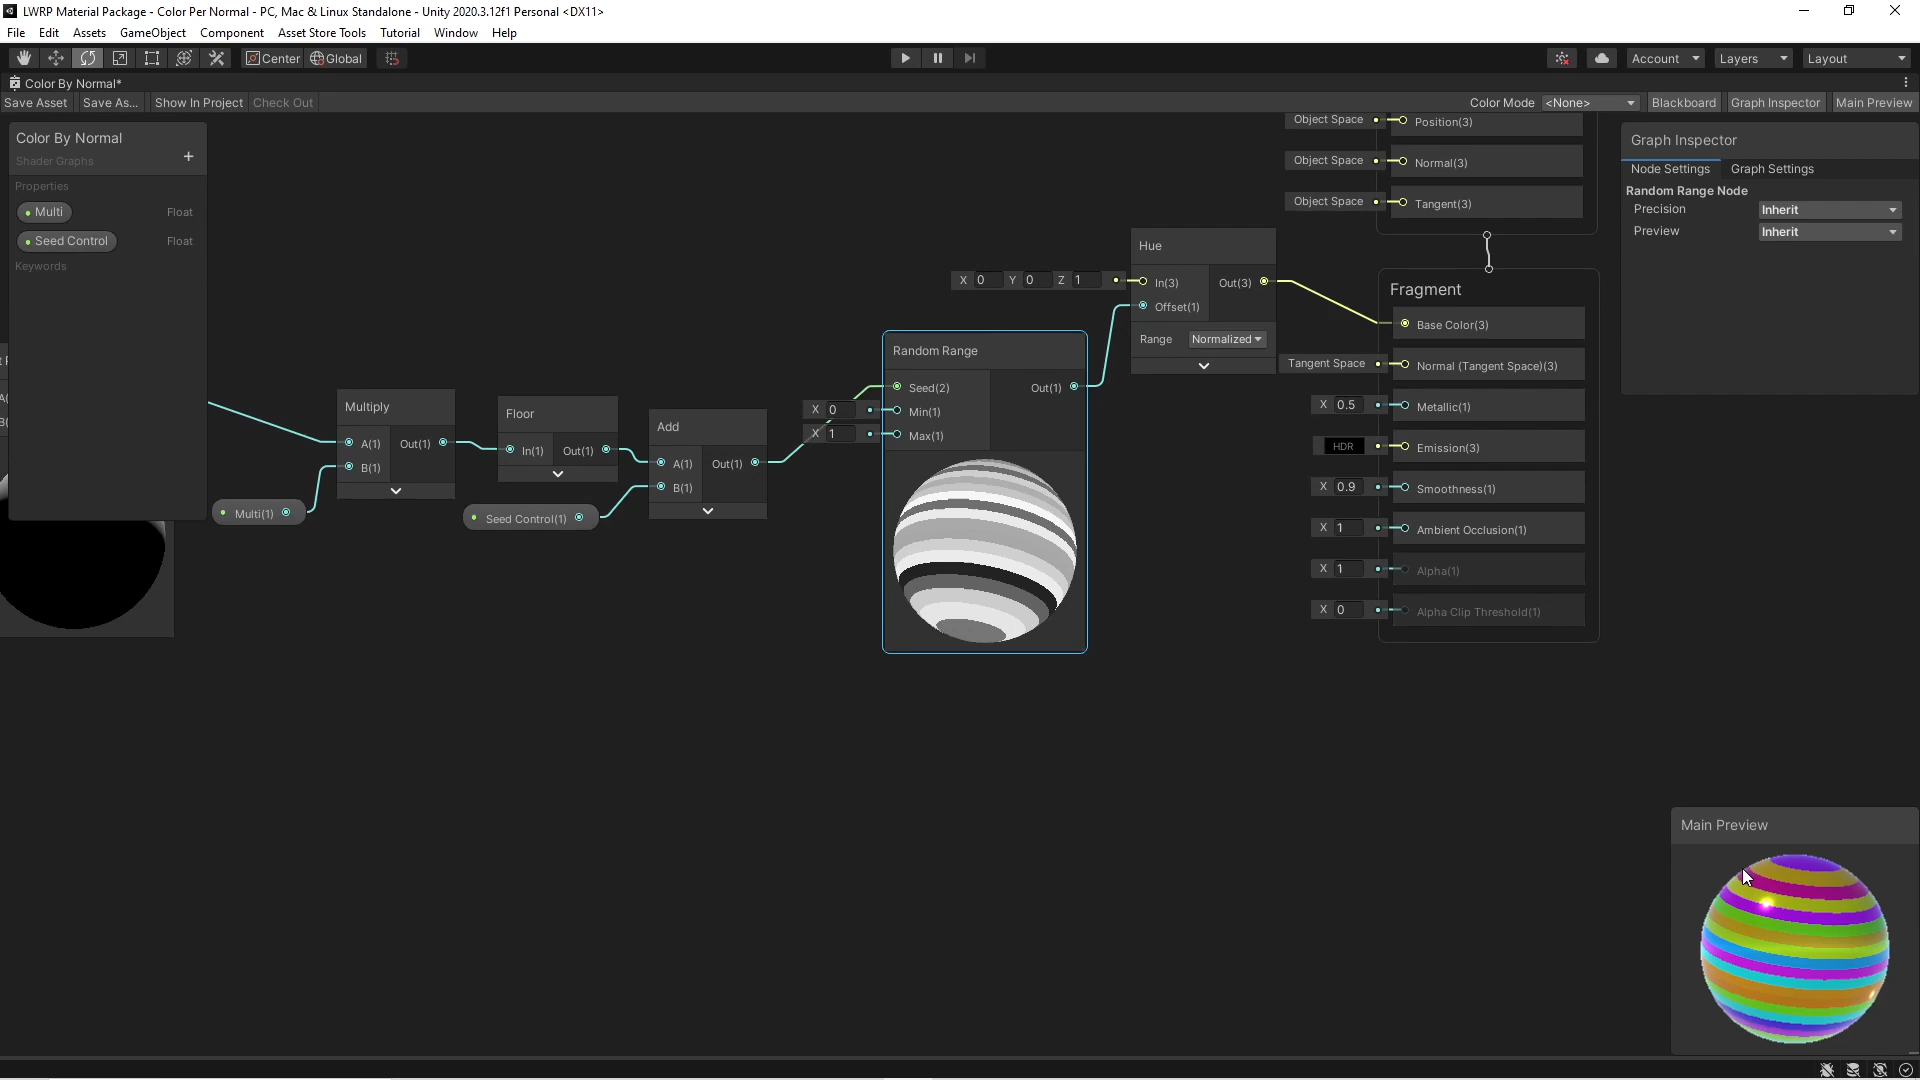 LWRP Material Package - Color Per Normal - PC, Mac & Linux Standalone - Unity 2020.3.12f1 Personal <DX11>
File Edit Assets GameObject Component Asset Store Tools Tutorial Window Help
Center Global Account Layers Layout
Color By Normal*
Save Asset Save As... Show In Project Check Out Color Mode <None> Blackboard Graph Inspector Main Preview
Color By Normal
Shader Graphs
+
Properties
Multi Float
Seed Control Float
Keywords
Multiply
A(1) Out(1)
B(1)
Multi(1)
Floor
In(1) Out(1)
Seed Control(1)
Add
A(1) Out(1)
B(1)
Random Range
Seed(2) Out(1)
X 0 Min(1)
X 1 Max(1)
Hue
X 0 Y 0 Z 1 In(3) Out(3)
Offset(1)
Range Normalized
Object Space Position(3)
Object Space Normal(3)
Object Space Tangent(3)
Fragment
Base Color(3)
Tangent Space Normal (Tangent Space)(3)
X 0.5 Metallic(1)
HDR Emission(3)
X 0.9 Smoothness(1)
X 1 Ambient Occlusion(1)
X 1 Alpha(1)
X 0 Alpha Clip Threshold(1)
Graph Inspector
Node Settings Graph Settings
Random Range Node
Precision Inherit
Preview Inherit
Main Preview